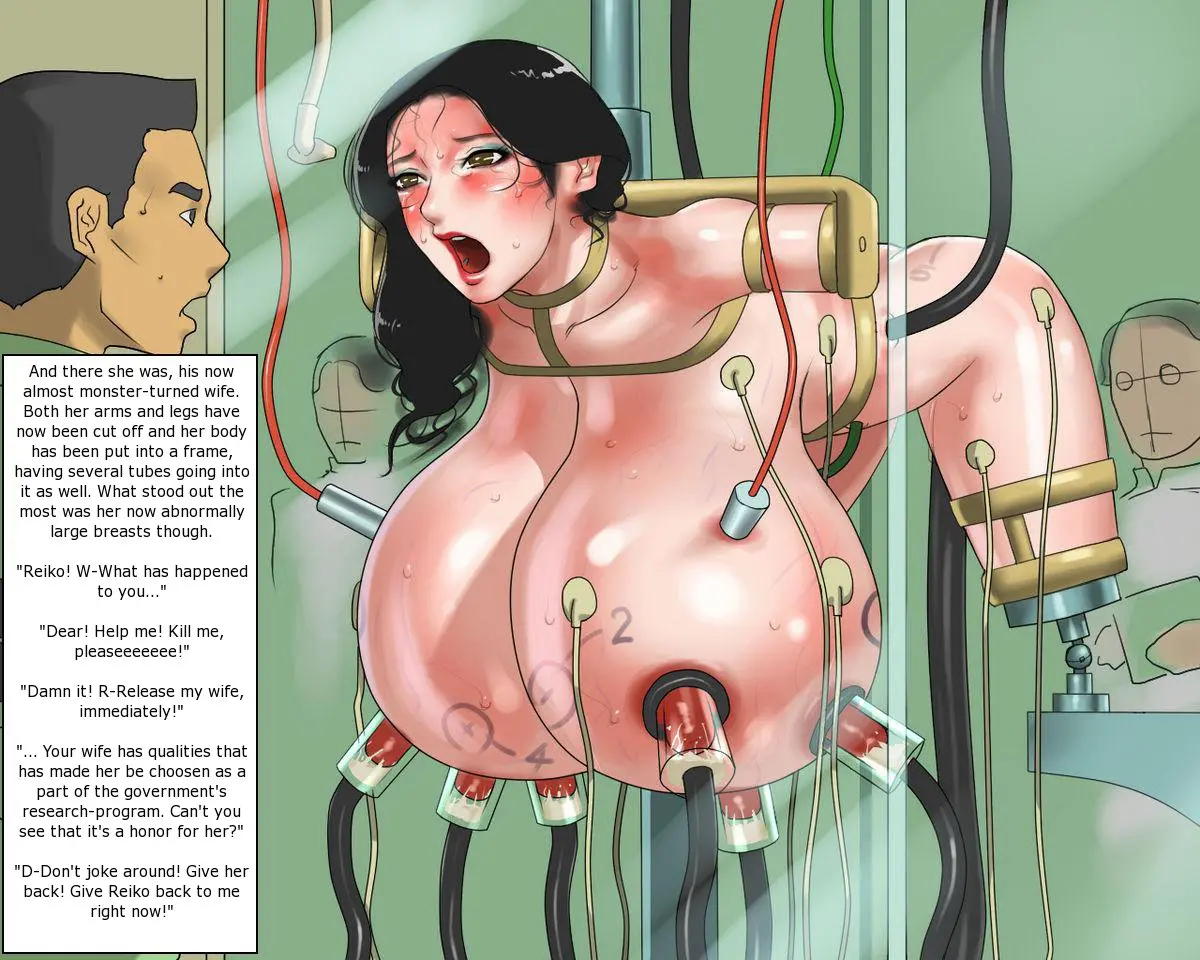 And there she was, his now
almost monster-turned wife.
Both her arms and legs have
now been cut off and her body
has been put into a frame,
having several tubes going into
it as well. What stood out the
most was her now abnormally
large breasts though.
"Reiko! W-What has happened
to you..."
"Dear! Help me! Kill me,
pleaseeeeeee!"
"Damn it! R-Release my wife,
immediately!"
"... Your wife has qualities that
has made her be choosen as a
part of the government's
research-program. Can't you
see that it's a honor for her?"
"D-Don't joke around! Give her
back! Give Reiko back to me
right now!"
5
2
4